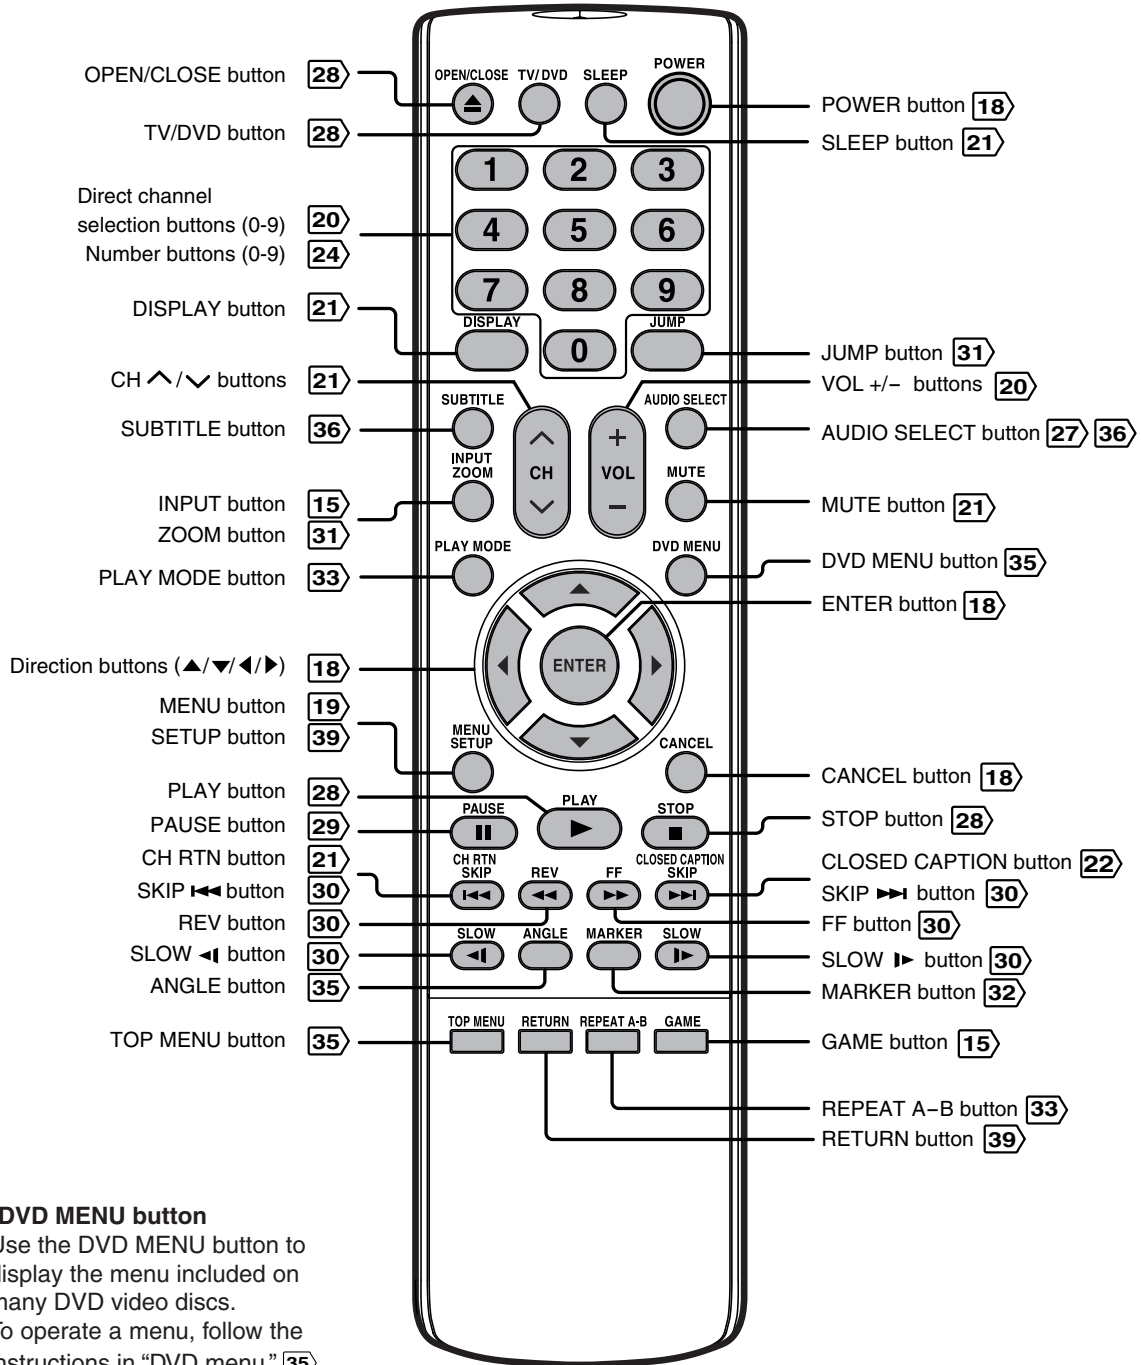 OPEN/CLOSE button 28
TV/DVD button 28
Direct channel
selection buttons (0-9) 20
Number buttons (0-9) 24
DISPLAY button 21
CH ∧/∨ buttons 21
SUBTITLE button 36
INPUT button 15
ZOOM button 31
PLAY MODE button 33
Direction buttons (▲/▼/◀/▶) 18
MENU button 19
SETUP button 39
PLAY button 28
PAUSE button 29
CH RTN button 21
SKIP |◀◀ button 30
REV button 30
SLOW ◀| button 30
ANGLE button 35
TOP MENU button 35
OPEN/CLOSE TV/DVD SLEEP POWER
1 2 3
4 5 6
7 8 9
DISPLAY 0 JUMP
SUBTITLE AUDIO SELECT
INPUT
ZOOM CH + VOL − MUTE
PLAY MODE DVD MENU
ENTER
MENU
SETUP CANCEL
PAUSE PLAY STOP
CH RTN CLOSED CAPTION
SKIP REV FF SKIP
SLOW ANGLE MARKER SLOW
TOP MENU RETURN REPEAT A-B GAME
POWER button 18
SLEEP button 21
JUMP button 31
VOL +/− buttons 20
AUDIO SELECT button 27 36
MUTE button 21
DVD MENU button 35
ENTER button 18
CANCEL button 18
STOP button 28
CLOSED CAPTION button 22
SKIP ▶▶| button 30
FF button 30
SLOW |▶ button 30
MARKER button 32
GAME button 15
REPEAT A−B button 33
RETURN button 39
DVD MENU button
Use the DVD MENU button to
display the menu included on
many DVD video discs.
To operate a menu, follow the
instructions in “DVD menu.” 35